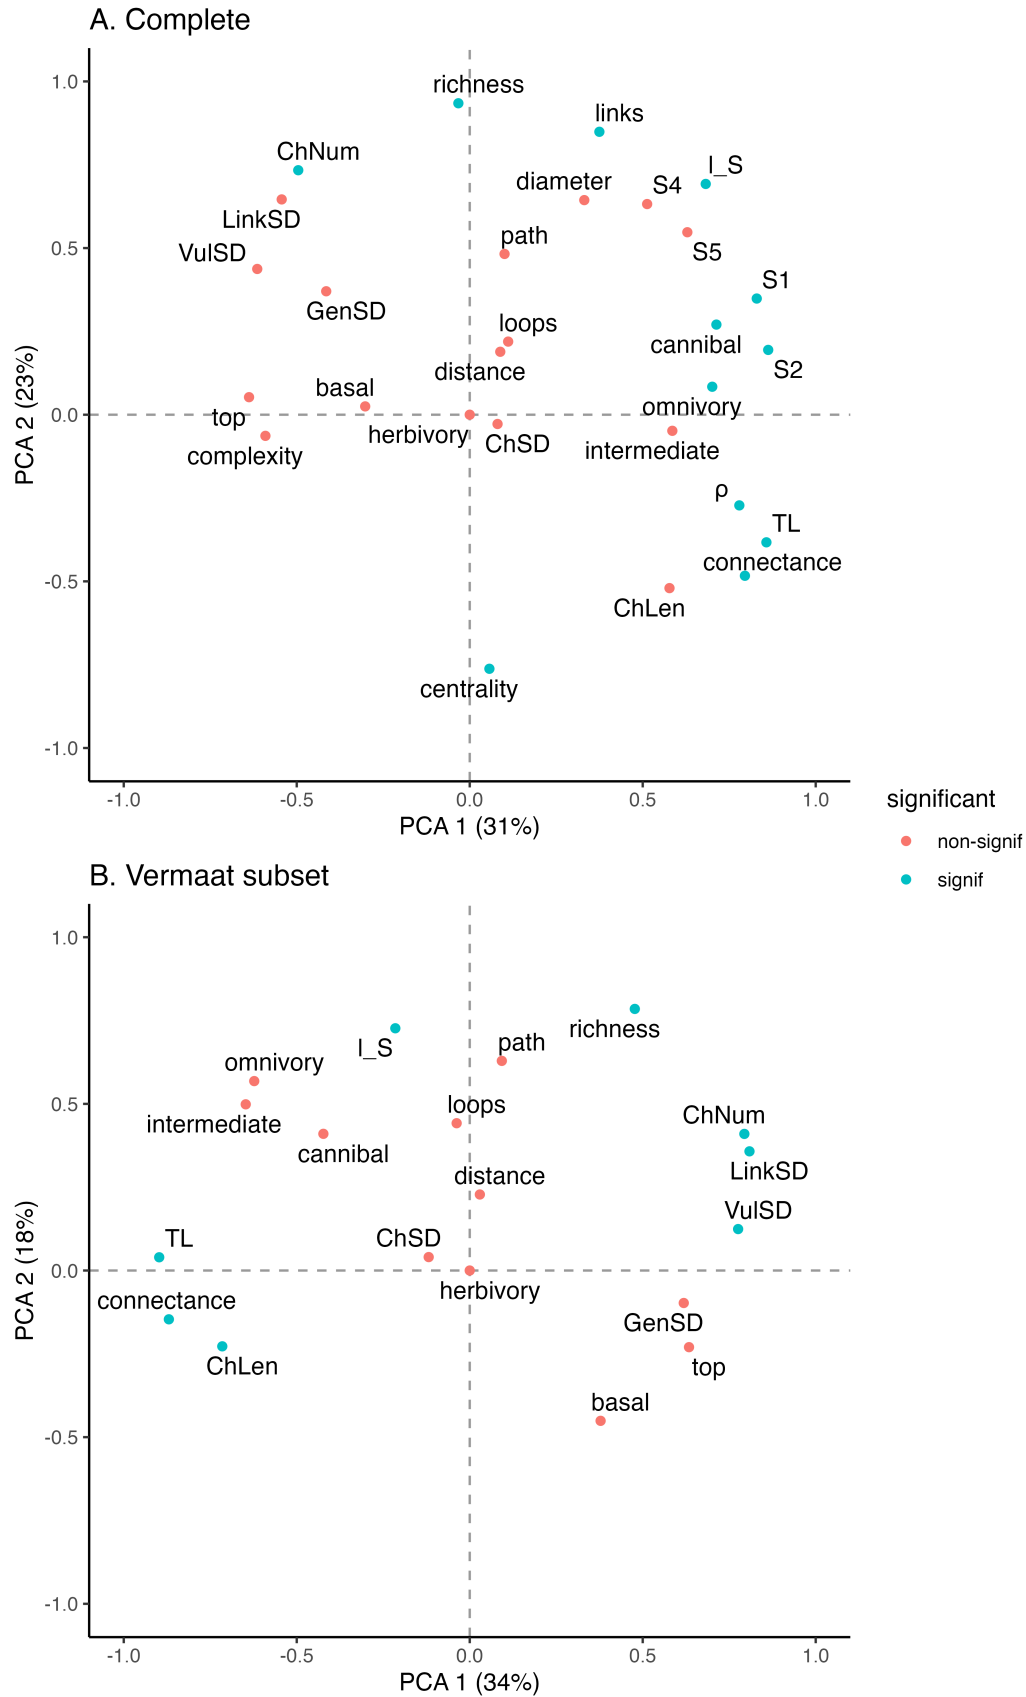 A. Complete
richness
links
ChNum
l_S
diameter
S4
LinkSD
path
VulSD
S5
S1
GenSD
loops
cannibal
distance
S2
basal
omnivory
top
herbivory
ChSD
complexity
intermediate
ρ
TL
connectance
ChLen
centrality
1.0
0.5
0.0
-0.5
-1.0
PCA 2 (23%)
-1.0 -0.5 0.0 0.5 1.0
PCA 1 (31%)
significant
non-signif
signif
B. Vermaat subset
richness
path
l_S
omnivory
loops
ChNum
intermediate
cannibal
LinkSD
distance
VulSD
TL
ChSD
herbivory
connectance
GenSD
ChLen
top
basal
1.0
0.5
0.0
-0.5
-1.0
PCA 2 (18%)
-1.0 -0.5 0.0 0.5 1.0
PCA 1 (34%)